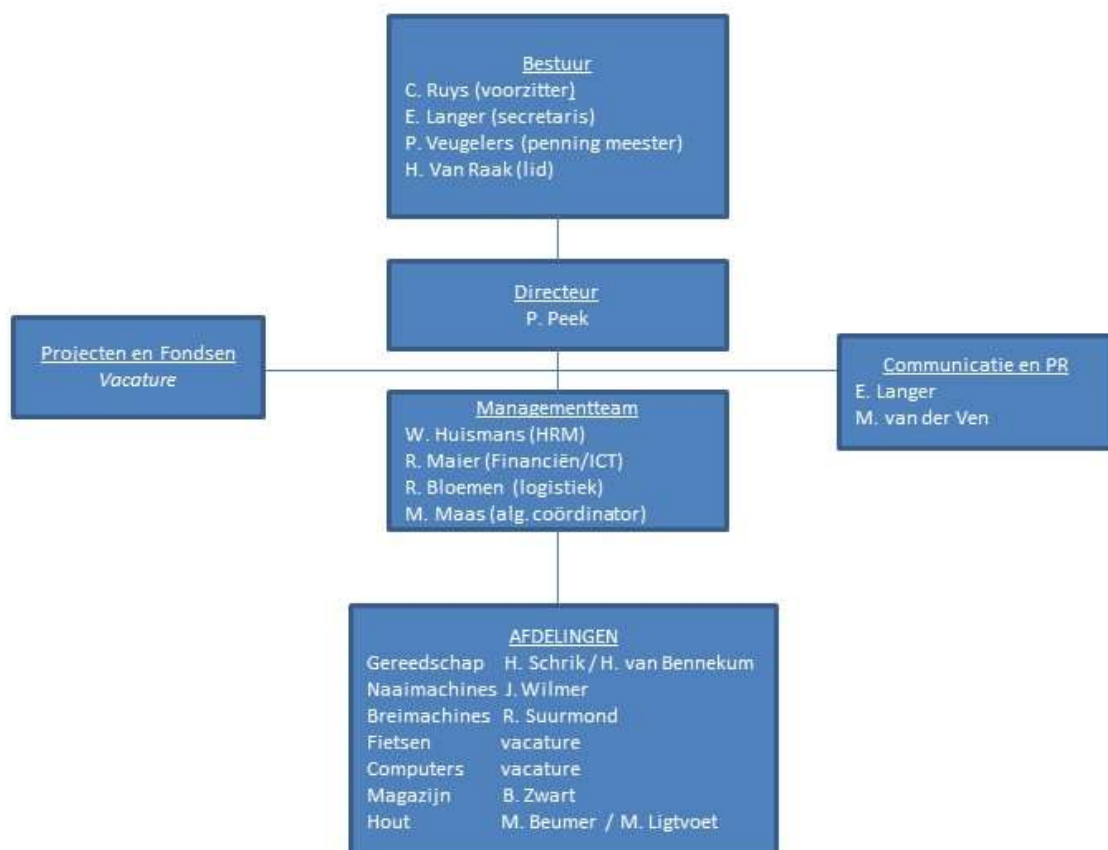 Bestuur
C. Ruys (voorzitter)
E. Langer (secretaris)
P. Veugelers (penning meester)
H. Van Raak (lid)
Directeur
P. Peek
Projecten en Fondsen
Vacature
Communicatie en PR
E. Langer
M. van der Ven
Managementteam
W. Huismans (HRM)
R. Maier (Financiën/ICT)
R. Bloemen (logistiek)
M. Maas (alg. coördinator)
AFDELINGEN
Gereedschap H. Schrik / H. van Bennekum
Naaimachines J. Wilmer
Breimachines R. Suurmond
Fietsen vacature
Computers vacature
Magazijn B. Zwart
Hout M. Beumer / M. Ligtvoet